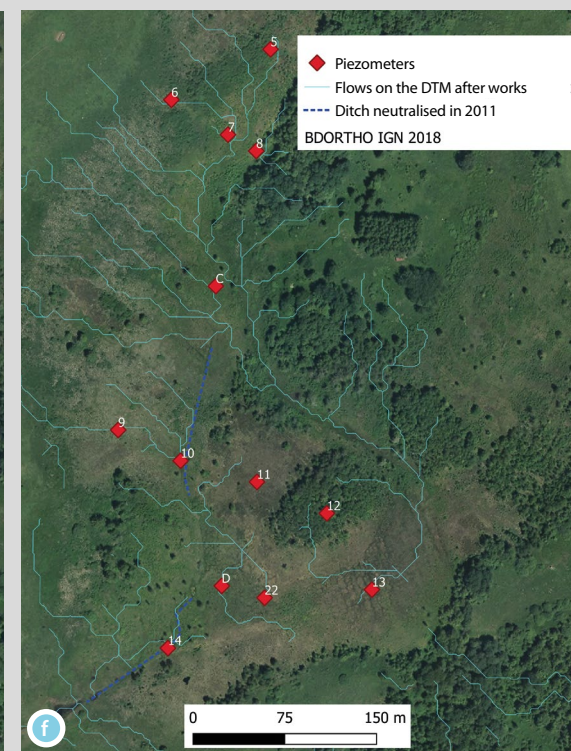 5
Piezometers
Flows on the DTM after works
Ditch neutralised in 2011
BDORTHO IGN 2018
6
7
8
C
9
10
11
12
D
22
13
14
f
0 75 150 m